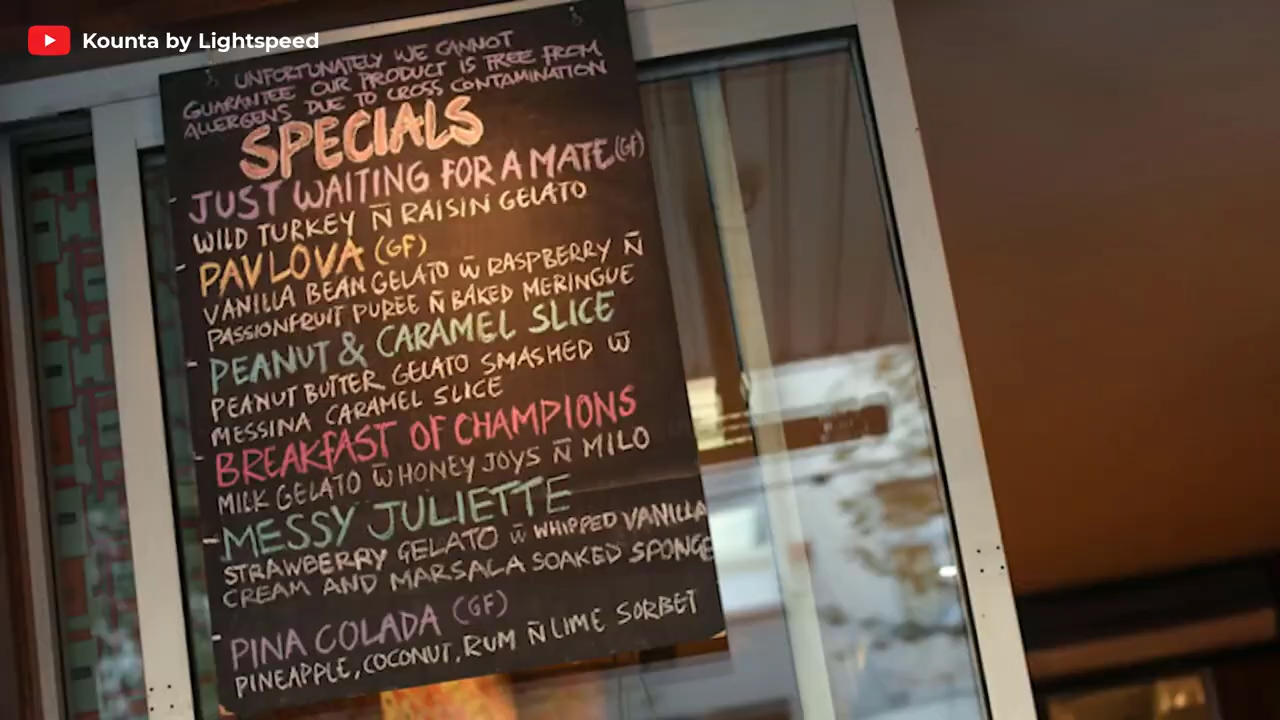 Kounta by Lightspeed
UNFORTUNATELY WE CANNOT
GUARANTEE OUR PRODUCT IS FREE FROM
ALLERGENS DUE TO CROSS CONTAMINATION
SPECIALS
JUST WAITING FOR A MATE (GF)
WILD TURKEY N̄ RAISIN GELATO
PAVLOVA (GF)
VANILLA BEAN GELATO w̄ RASPBERRY N̄
PASSIONFRUIT PUREE N̄ BAKED MERINGUE
PEANUT & CARAMEL SLICE
PEANUT BUTTER GELATO SMASHED w̄
MESSINA CARAMEL SLICE
BREAKFAST OF CHAMPIONS
MILK GELATO w̄ HONEY JOYS N̄ MILO
MESSY JULIETTE
STRAWBERRY GELATO w̄ WHIPPED VANILLA
CREAM AND MARSALA SOAKED SPONGE
PINA COLADA (GF)
PINEAPPLE, COCONUT, RUM N̄ LIME SORBET